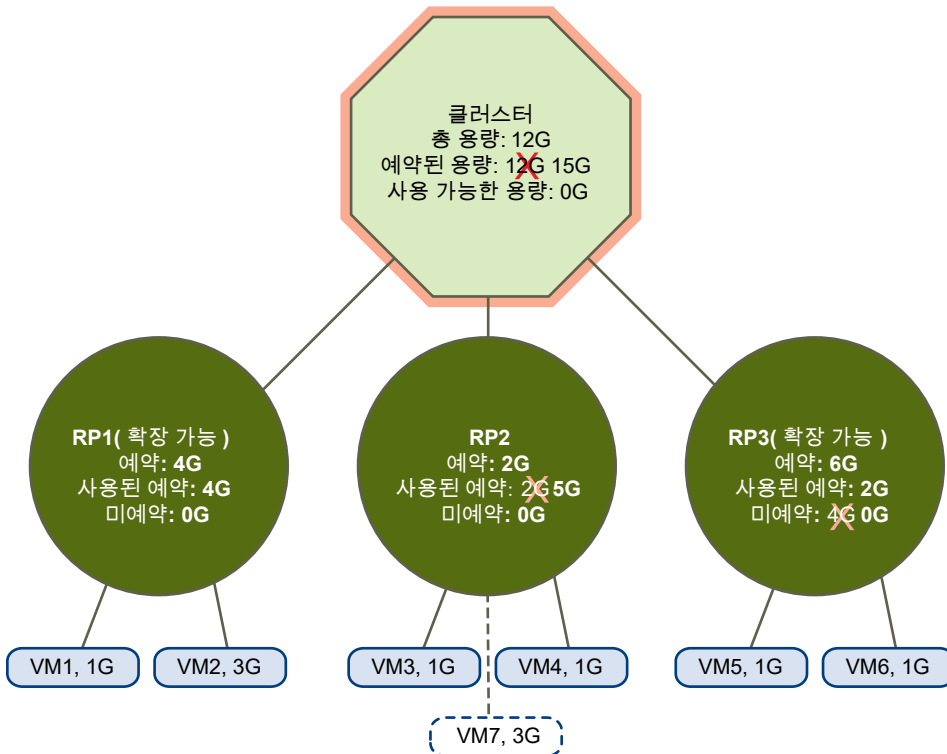 클러스터
총 용량: 12G
예약된 용량: 12G 15G
사용 가능한 용량: 0G
RP1( 확장 가능 )
예약: 4G
사용된 예약: 4G
미예약: 0G
RP2
예약: 2G
사용된 예약: 2G 5G
미예약: 0G
RP3( 확장 가능 )
예약: 6G
사용된 예약: 2G
미예약: 4G 0G
VM1, 1G
VM2, 3G
VM3, 1G
VM4, 1G
VM5, 1G
VM6, 1G
VM7, 3G